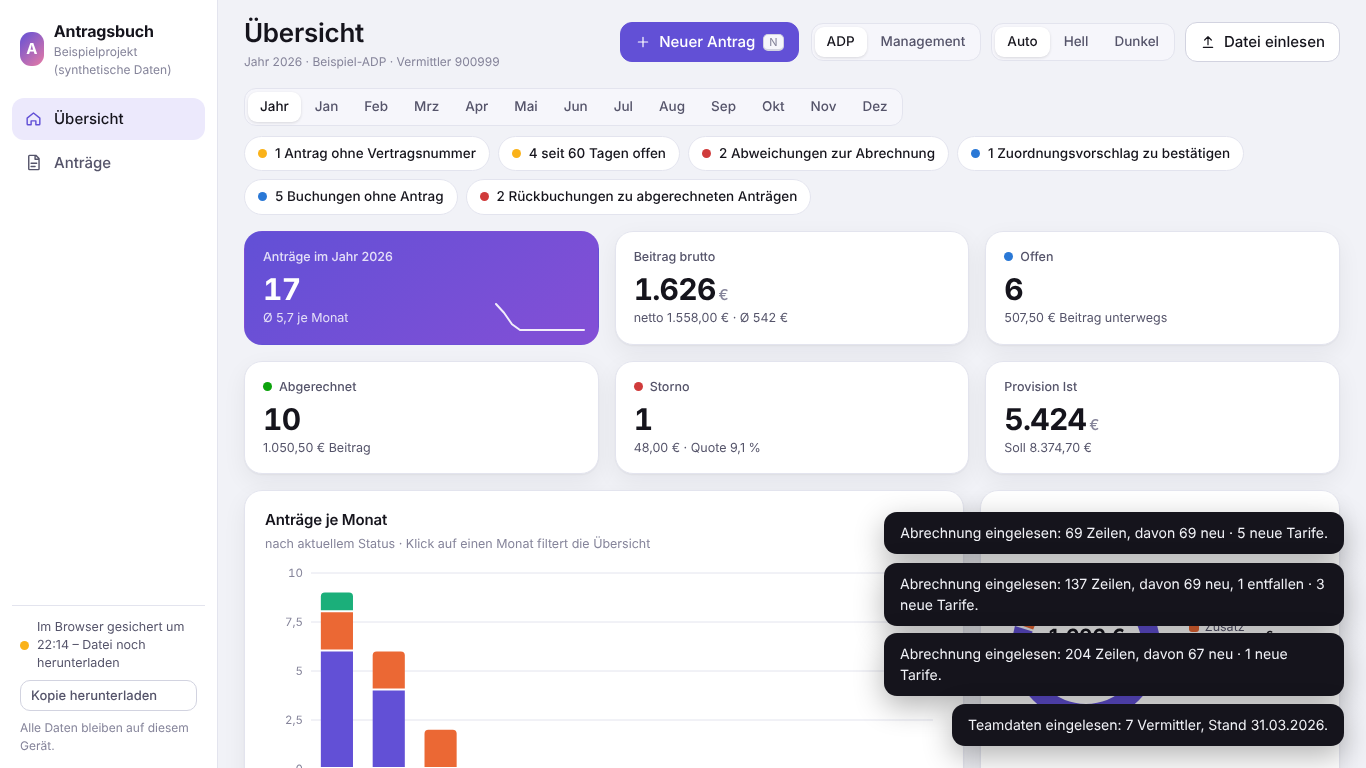 A
Antragsbuch
Beispielprojekt
(synthetische Daten)
Übersicht
Anträge
Im Browser gesichert um
22:14 – Datei noch
herunterladen
Kopie herunterladen
Alle Daten bleiben auf diesem
Gerät.
Übersicht
Jahr 2026 · Beispiel-ADP · Vermittler 900999
Neuer Antrag N
ADP Management
Auto Hell Dunkel
Datei einlesen
Jahr Jan Feb Mrz Apr Mai Jun Jul Aug Sep Okt Nov Dez
1 Antrag ohne Vertragsnummer
4 seit 60 Tagen offen
2 Abweichungen zur Abrechnung
1 Zuordnungsvorschlag zu bestätigen
5 Buchungen ohne Antrag
2 Rückbuchungen zu abgerechneten Anträgen
Anträge im Jahr 2026
17
Ø 5,7 je Monat
Beitrag brutto
1.626 €
netto 1.558,00 € · Ø 542 €
Offen
6
507,50 € Beitrag unterwegs
Abgerechnet
10
1.050,50 € Beitrag
Storno
1
48,00 € · Quote 9,1 %
Provision Ist
5.424 €
Soll 8.374,70 €
Anträge je Monat
nach aktuellem Status · Klick auf einen Monat filtert die Übersicht
10
7,5
5
2,5
Abrechnung eingelesen: 69 Zeilen, davon 69 neu · 5 neue Tarife.
Abrechnung eingelesen: 137 Zeilen, davon 69 neu, 1 entfallen · 3
neue Tarife.
Zusatz
Abrechnung eingelesen: 204 Zeilen, davon 67 neu · 1 neue
Tarife.
Teamdaten eingelesen: 7 Vermittler, Stand 31.03.2026.